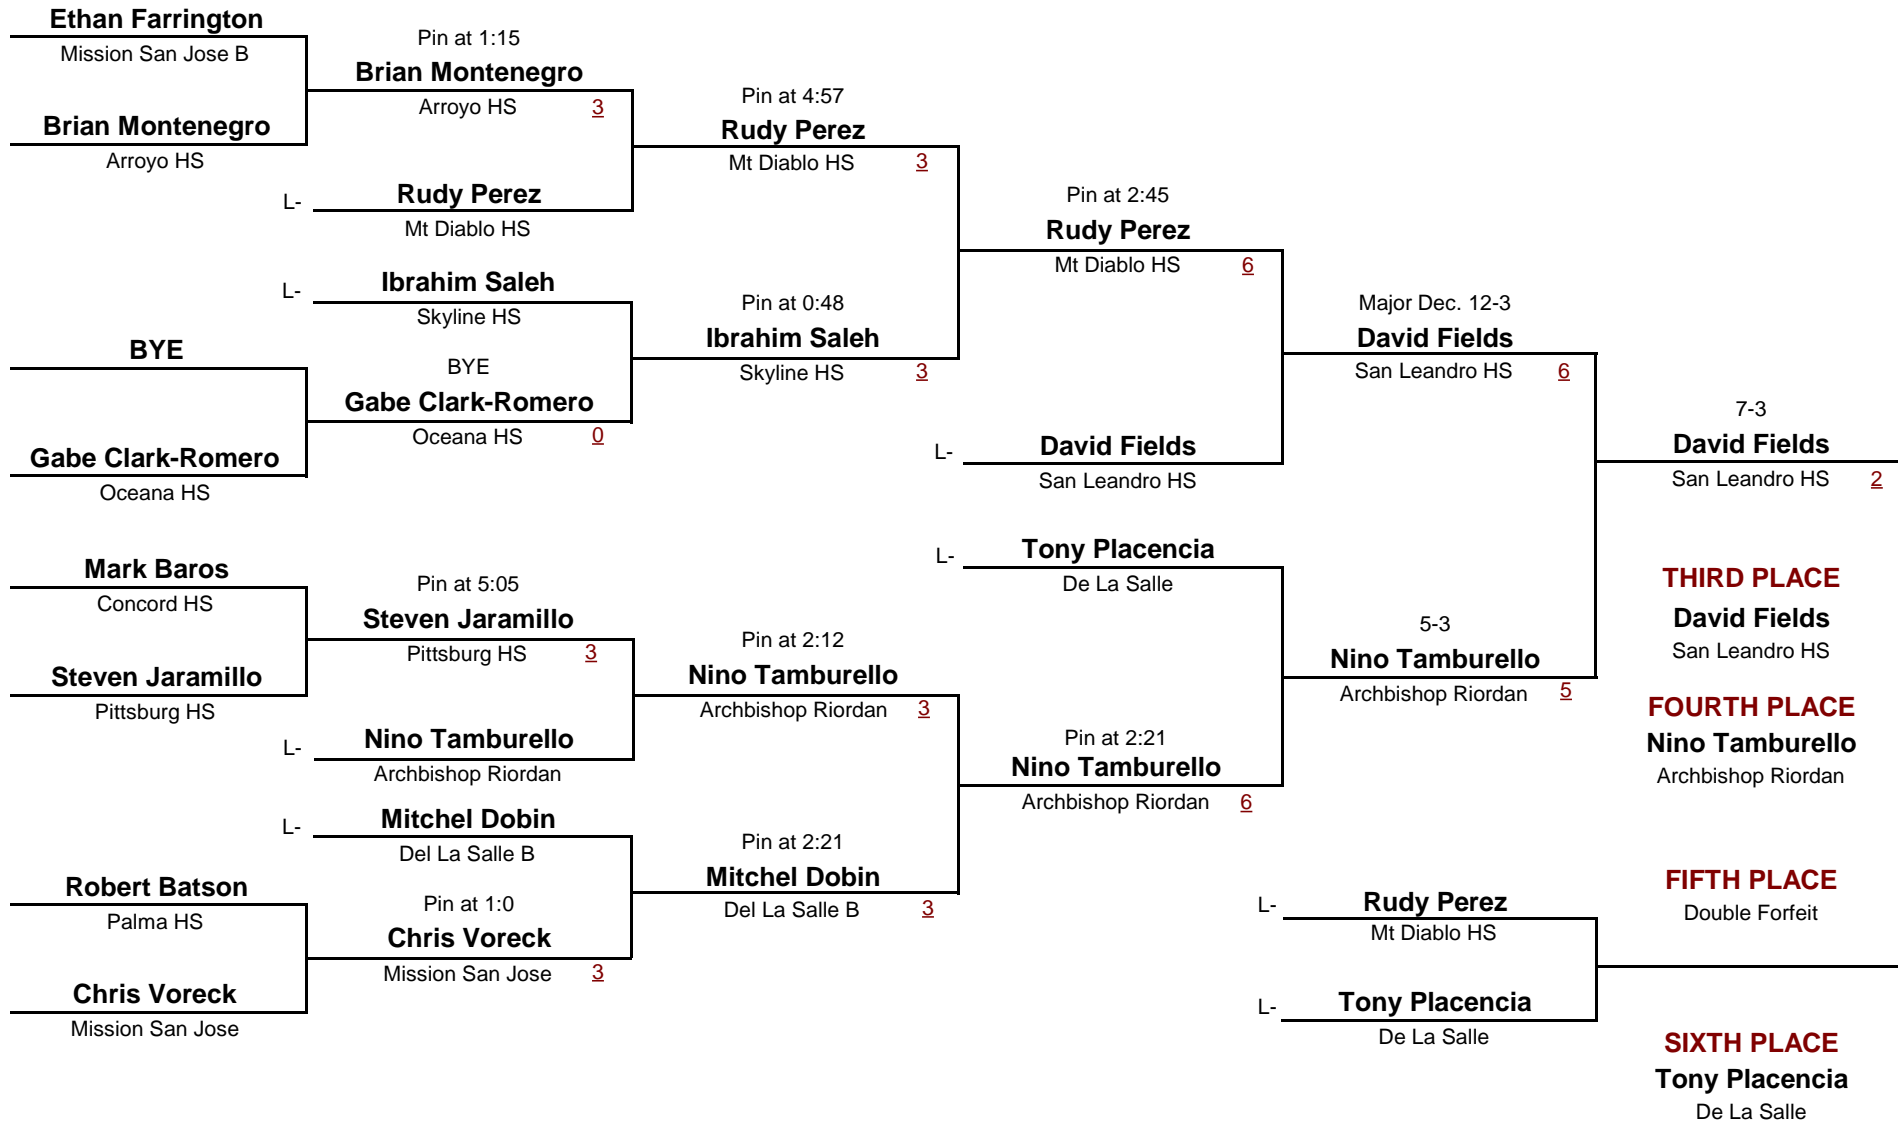 Ethan Farrington
Mission San Jose B
Brian Montenegro
Arroyo HS
BYE
Gabe Clark-Romero
Oceana HS
Mark Baros
Concord HS
Steven Jaramillo
Pittsburg HS
Robert Batson
Palma HS
Chris Voreck
Mission San Jose
Pin at 1:15
Brian Montenegro
Arroyo HS 3
L- Rudy Perez
Mt Diablo HS
L- Ibrahim Saleh
Skyline HS
BYE
Gabe Clark-Romero
Oceana HS 0
Pin at 5:05
Steven Jaramillo
Pittsburg HS 3
L- Nino Tamburello
Archbishop Riordan
L- Mitchel Dobin
Del La Salle B
Pin at 1:0
Chris Voreck
Mission San Jose 3
Pin at 4:57
Rudy Perez
Mt Diablo HS 3
Pin at 0:48
Ibrahim Saleh
Skyline HS 3
Pin at 2:12
Nino Tamburello
Archbishop Riordan 3
Pin at 2:21
Mitchel Dobin
Del La Salle B 3
Pin at 2:45
Rudy Perez
Mt Diablo HS 6
L- David Fields
San Leandro HS
L- Tony Placencia
De La Salle
Pin at 2:21
Nino Tamburello
Archbishop Riordan 6
Major Dec. 12-3
David Fields
San Leandro HS 6
5-3
Nino Tamburello
Archbishop Riordan 5
L- Rudy Perez
Mt Diablo HS
L- Tony Placencia
De La Salle
7-3
David Fields
San Leandro HS 2
THIRD PLACE
David Fields
San Leandro HS
FOURTH PLACE
Nino Tamburello
Archbishop Riordan
FIFTH PLACE
Double Forfeit
SIXTH PLACE
Tony Placencia
De La Salle